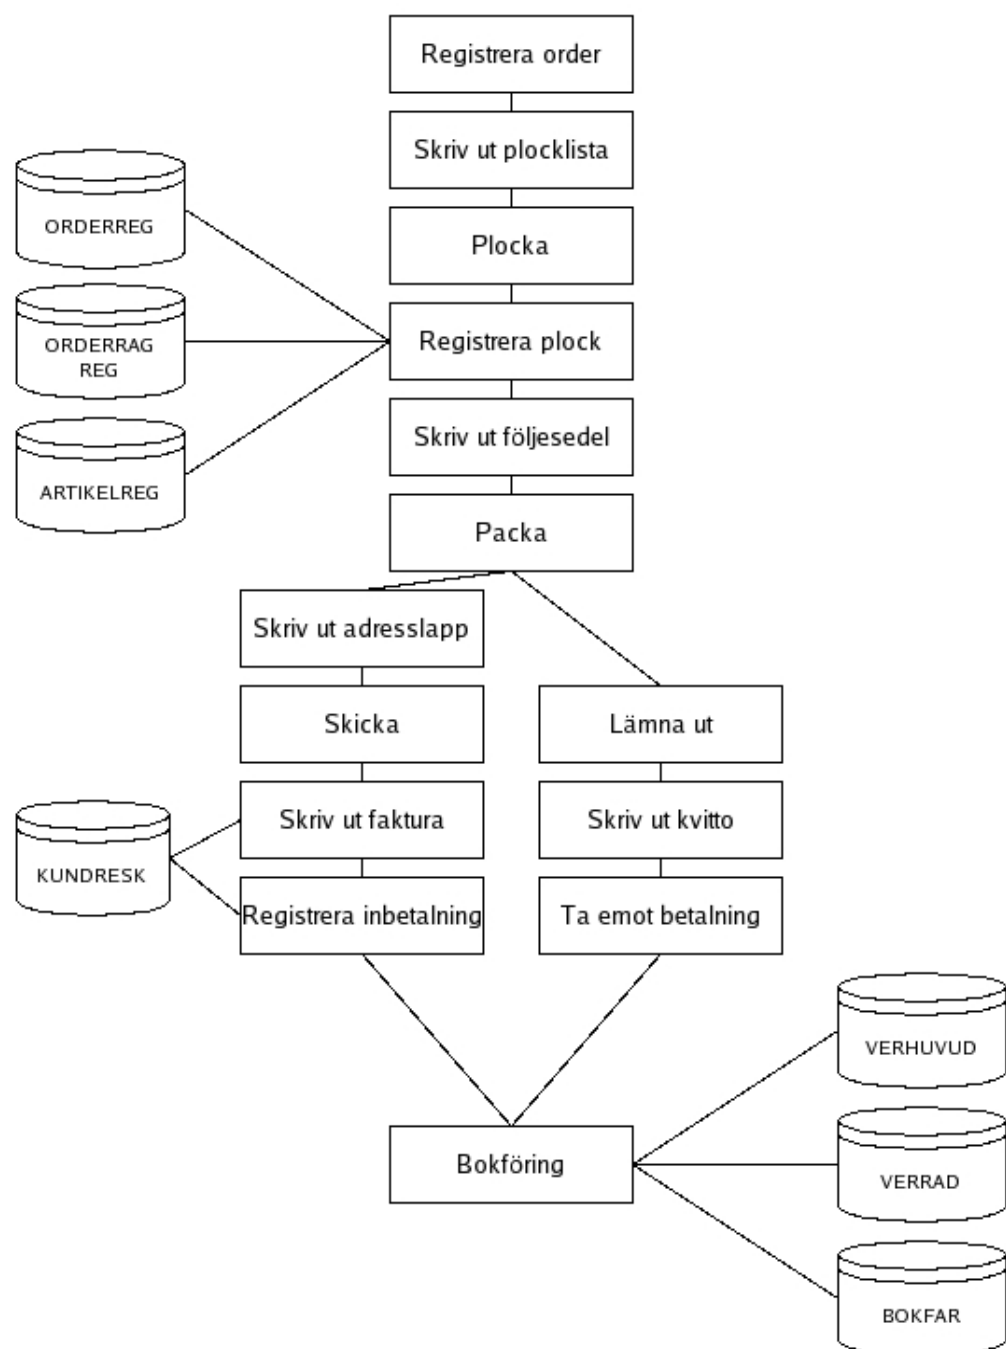 Registrera order
Skriv ut plocklista
Plocka
ORDERREG
Registrera plock
ORDERRAG
REG
Skriv ut följesedel
ARTIKELREG
Packa
Skriv ut adresslapp
Skicka
Lämna ut
Skriv ut faktura
Skriv ut kvitto
KUNDRESK
Registrera inbetalning
Ta emot betalning
VERHUVUD
Bokföring
VERRAD
BOKFAR